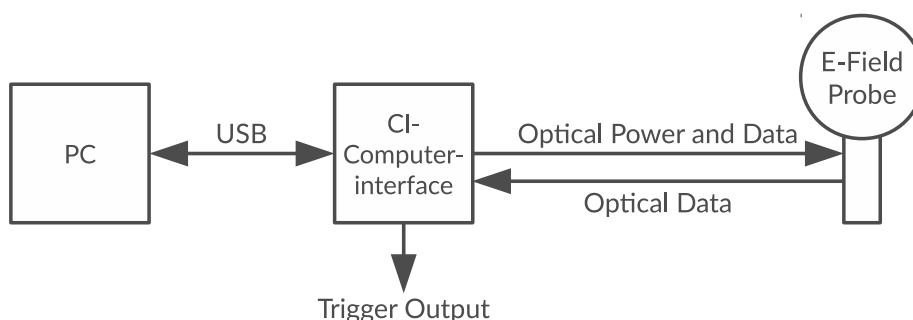 PC
USB
CI-
Computer-
interface
Optical Power and Data
Optical Data
E-Field
Probe
Trigger Output